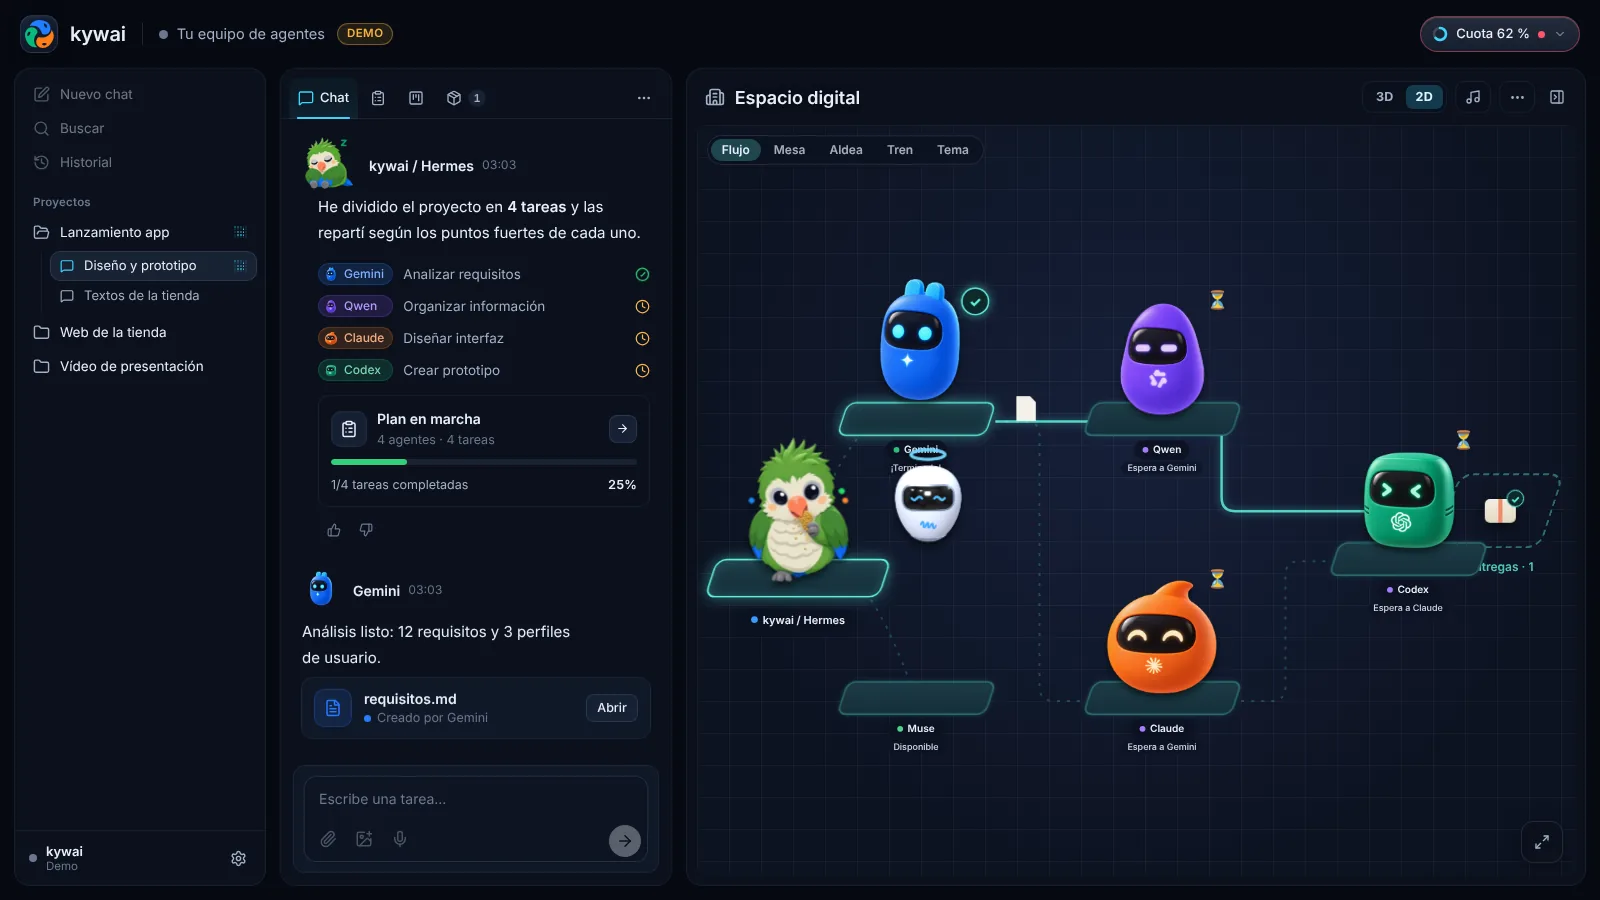 kywai
Tu equipo de agentes
DEMO
Cuota 62 %
Nuevo chat
Buscar
Historial
Proyectos
Lanzamiento app
Diseño y prototipo
Textos de la tienda
Web de la tienda
Vídeo de presentación
kywai
Demo
Chat
1
z
kywai / Hermes 03:03
He dividido el proyecto en 4 tareas y las
repartí según los puntos fuertes de cada uno.
Gemini Analizar requisitos
Qwen Organizar información
Claude Diseñar interfaz
Codex Crear prototipo
Plan en marcha
4 agentes · 4 tareas
1/4 tareas completadas 25%
Gemini 03:03
Análisis listo: 12 requisitos y 3 perfiles
de usuario.
requisitos.md
Creado por Gemini
Abrir
Escribe una tarea...
Espacio digital
3D 2D
Flujo Mesa Aldea Tren Tema
Gemini
Qwen
Espera a Gemini
kywai / Hermes
Codex
Espera a Claude
Muse
Disponible
Claude
Espera a Gemini
tregas · 1